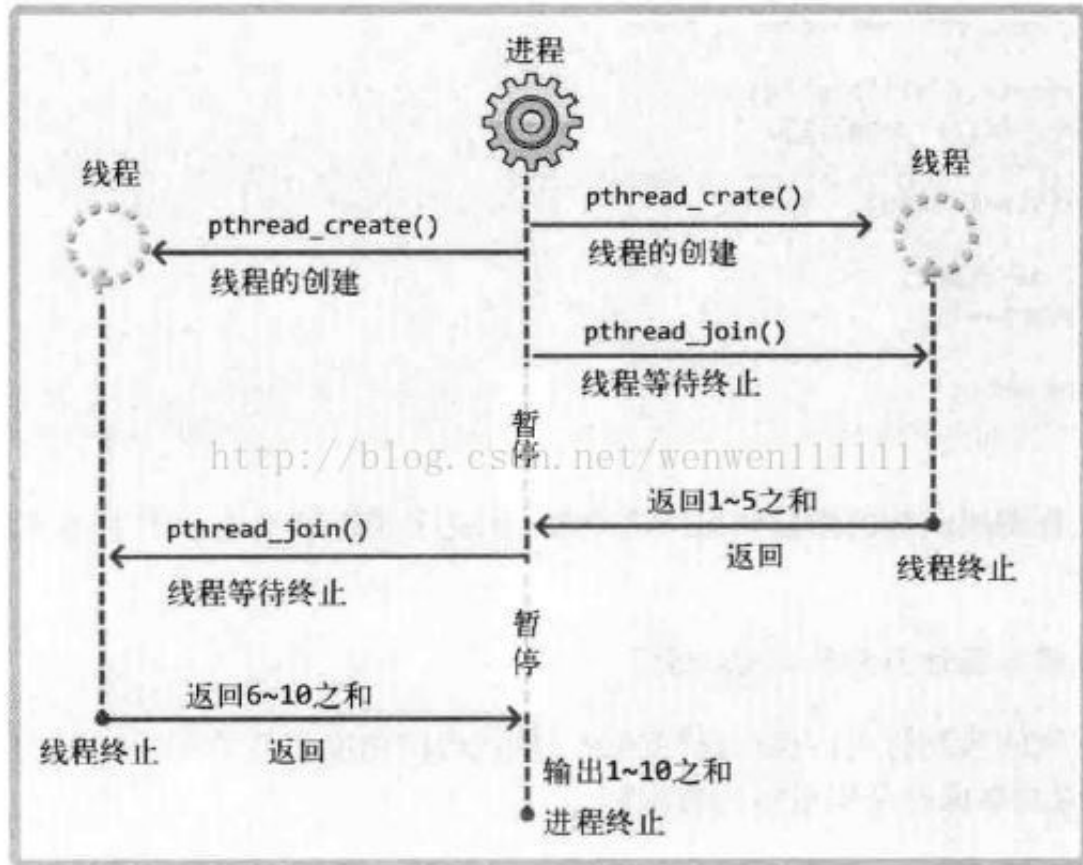 进程
线程
线程
pthread_create()
pthread_crate()
线程的创建
线程的创建
pthread_join()
线程等待终止
暂
停
http://blog.csdn.net/wenwen111111
返回1~5之和
pthread_join()
返回
线程终止
线程等待终止
暂
停
返回6~10之和
线程终止
返回
输出1~10之和
进程终止